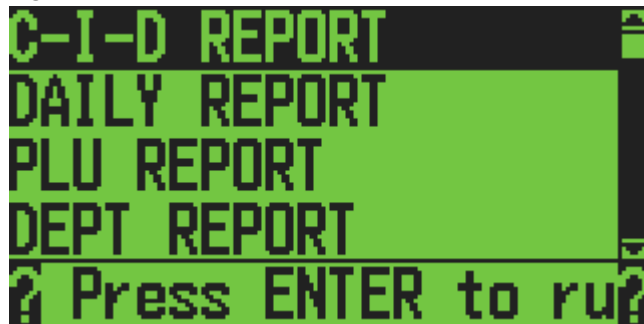 C-I-D REPORT
DAILY REPORT
PLU REPORT
DEPT REPORT
? Press ENTER to ru?